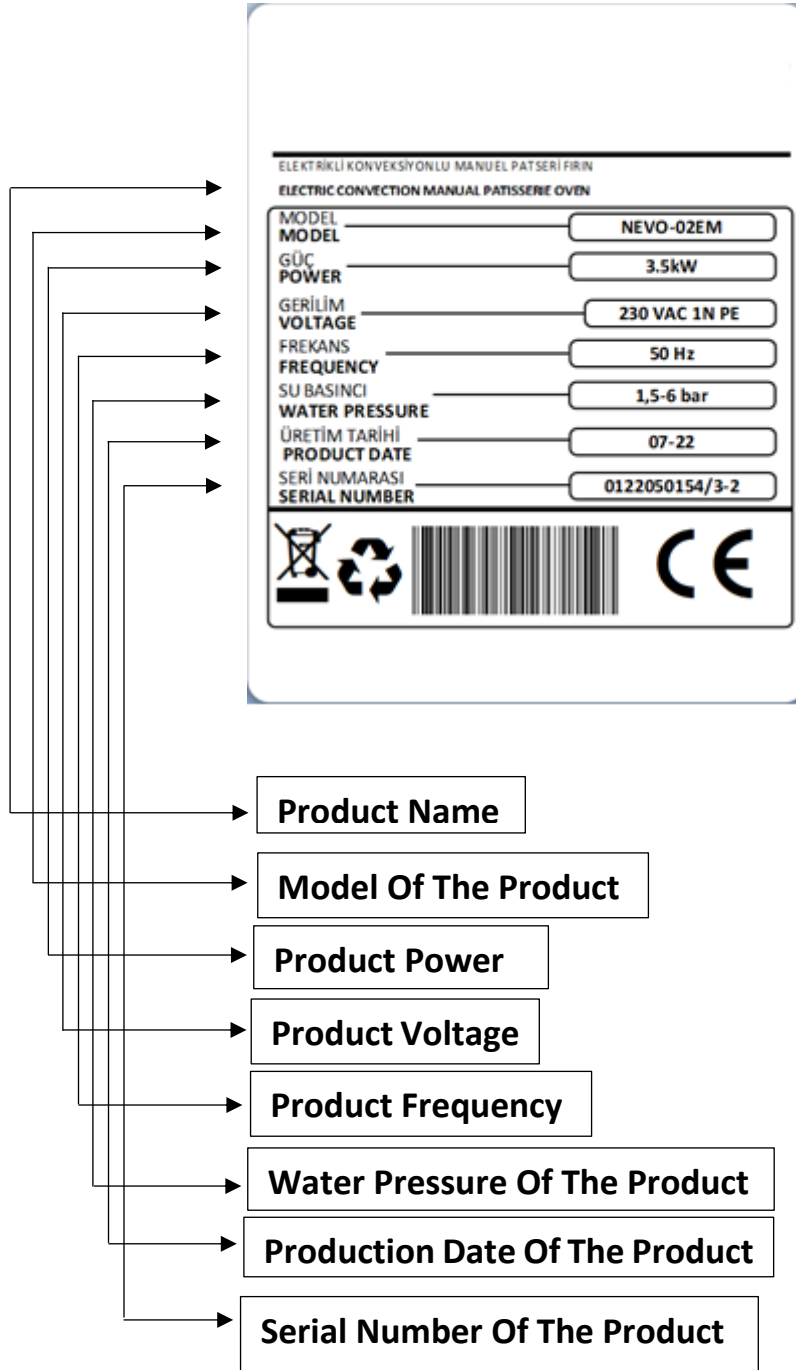 ELEKTRİKLİ KONVEKSİYONLU MANUEL PATSERİ FIRIN
ELECTRIC CONVECTION MANUAL PATISSERIE OVEN
MODEL
MODEL
NEVO-02EM
GÜÇ
POWER
3.5kW
GERİLİM
VOLTAGE
230 VAC 1N PE
FREKANS
FREQUENCY
50 Hz
SU BASINCI
WATER PRESSURE
1,5-6 bar
ÜRETİM TARİHİ
PRODUCT DATE
07-22
SERİ NUMARASI
SERIAL NUMBER
0122050154/3-2
CE
Product Name
Model Of The Product
Product Power
Product Voltage
Product Frequency
Water Pressure Of The Product
Production Date Of The Product
Serial Number Of The Product